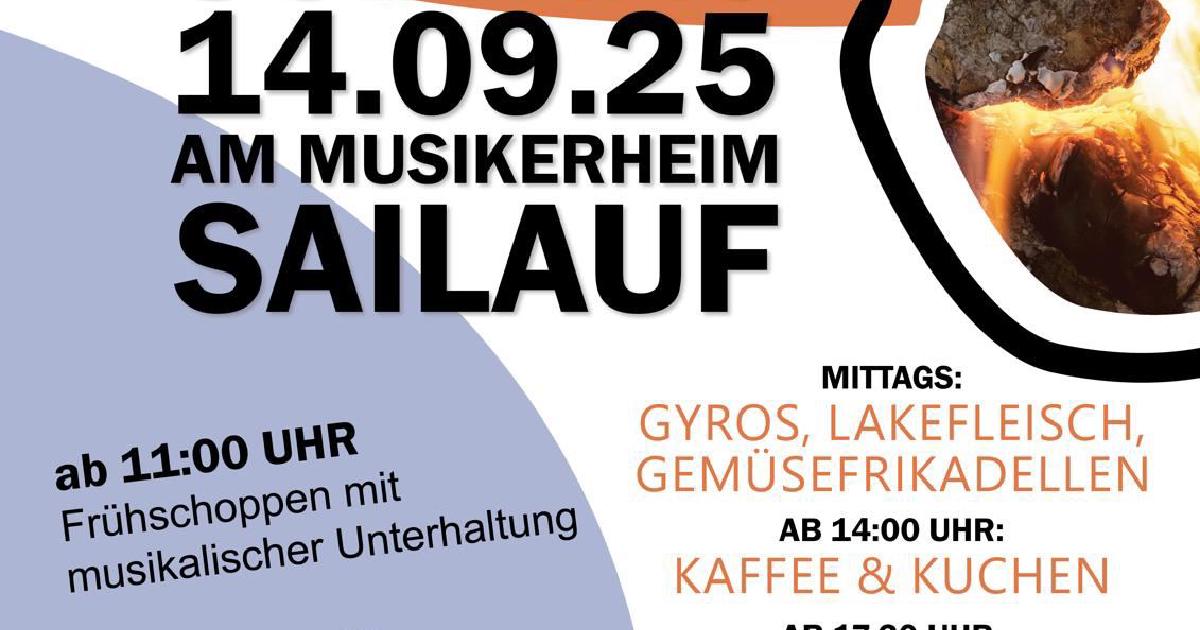 14.09.25
AM MUSIKERHEIM
SAILAUF
ab 11:00 UHR
Frühschoppen mit
musikalischer Unterhaltung
MITTAGS:
GYROS, LAKEFLEISCH,
GEMÜSEFRIKADELLEN
AB 14:00 UHR:
KAFFEE & KUCHEN